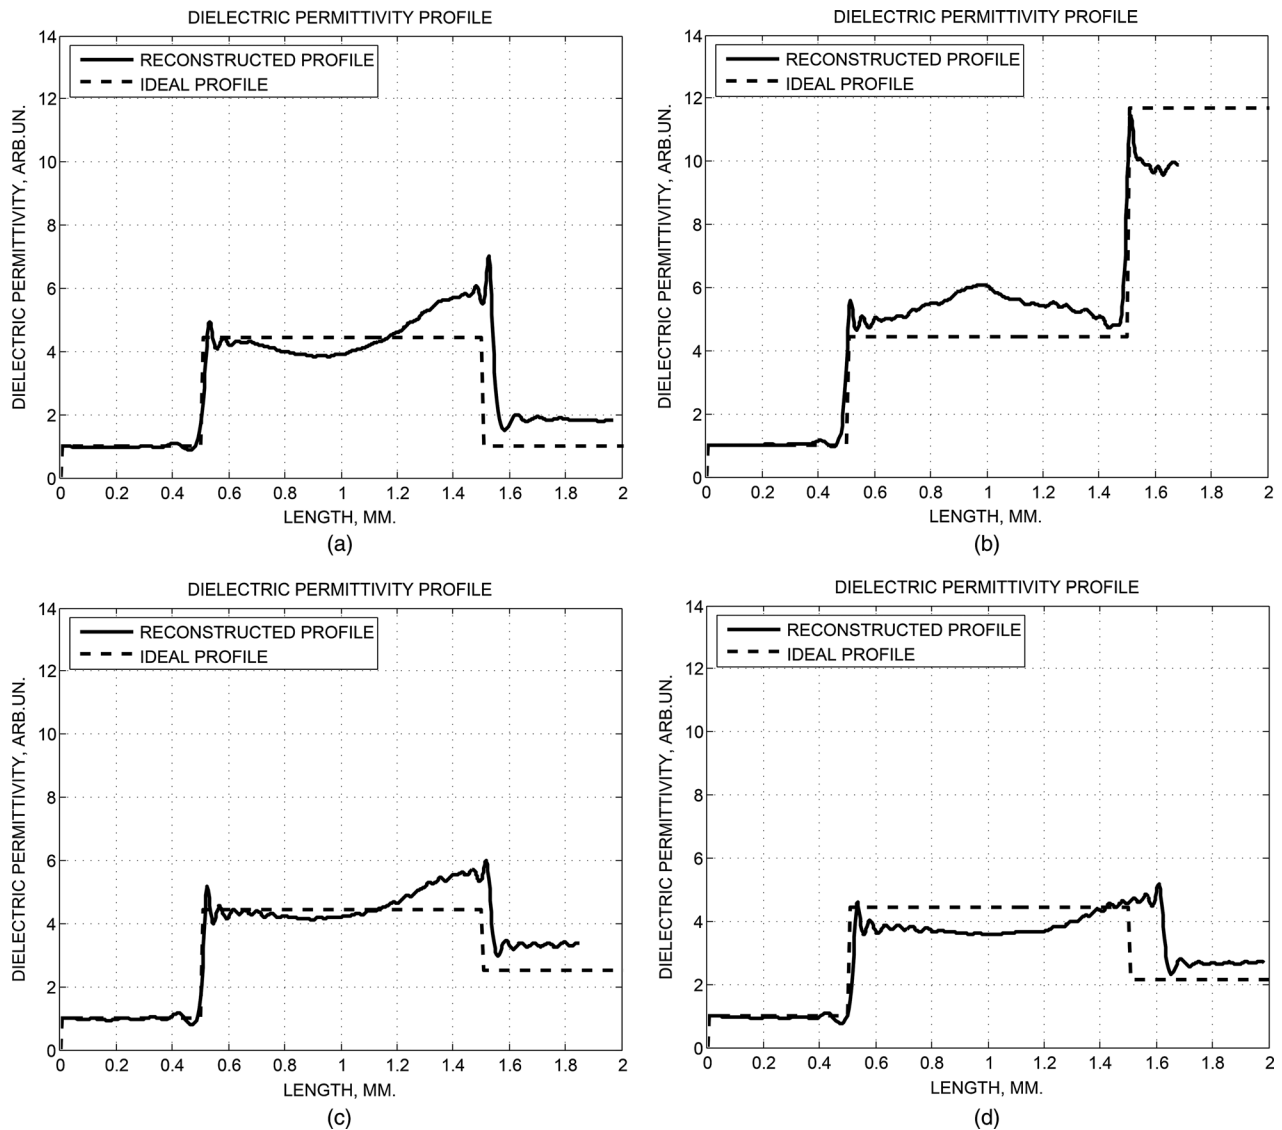 DIELECTRIC PERMITTIVITY PROFILE
RECONSTRUCTED PROFILE
IDEAL PROFILE
DIELECTRIC PERMITTIVITY, ARB.UN.
14
12
10
8
6
4
2
0
0 0.2 0.4 0.6 0.8 1 1.2 1.4 1.6 1.8 2
LENGTH, MM.
(a)
DIELECTRIC PERMITTIVITY PROFILE
RECONSTRUCTED PROFILE
IDEAL PROFILE
DIELECTRIC PERMITTIVITY, ARB.UN.
14
12
10
8
6
4
2
0
0 0.2 0.4 0.6 0.8 1 1.2 1.4 1.6 1.8 2
LENGTH, MM.
(b)
DIELECTRIC PERMITTIVITY PROFILE
RECONSTRUCTED PROFILE
IDEAL PROFILE
DIELECTRIC PERMITTIVITY, ARB.UN.
14
12
10
8
6
4
2
0
0 0.2 0.4 0.6 0.8 1 1.2 1.4 1.6 1.8 2
LENGTH, MM.
(c)
DIELECTRIC PERMITTIVITY PROFILE
RECONSTRUCTED PROFILE
IDEAL PROFILE
DIELECTRIC PERMITTIVITY, ARB.UN.
14
12
10
8
6
4
2
0
0 0.2 0.4 0.6 0.8 1 1.2 1.4 1.6 1.8 2
LENGTH, MM.
(d)